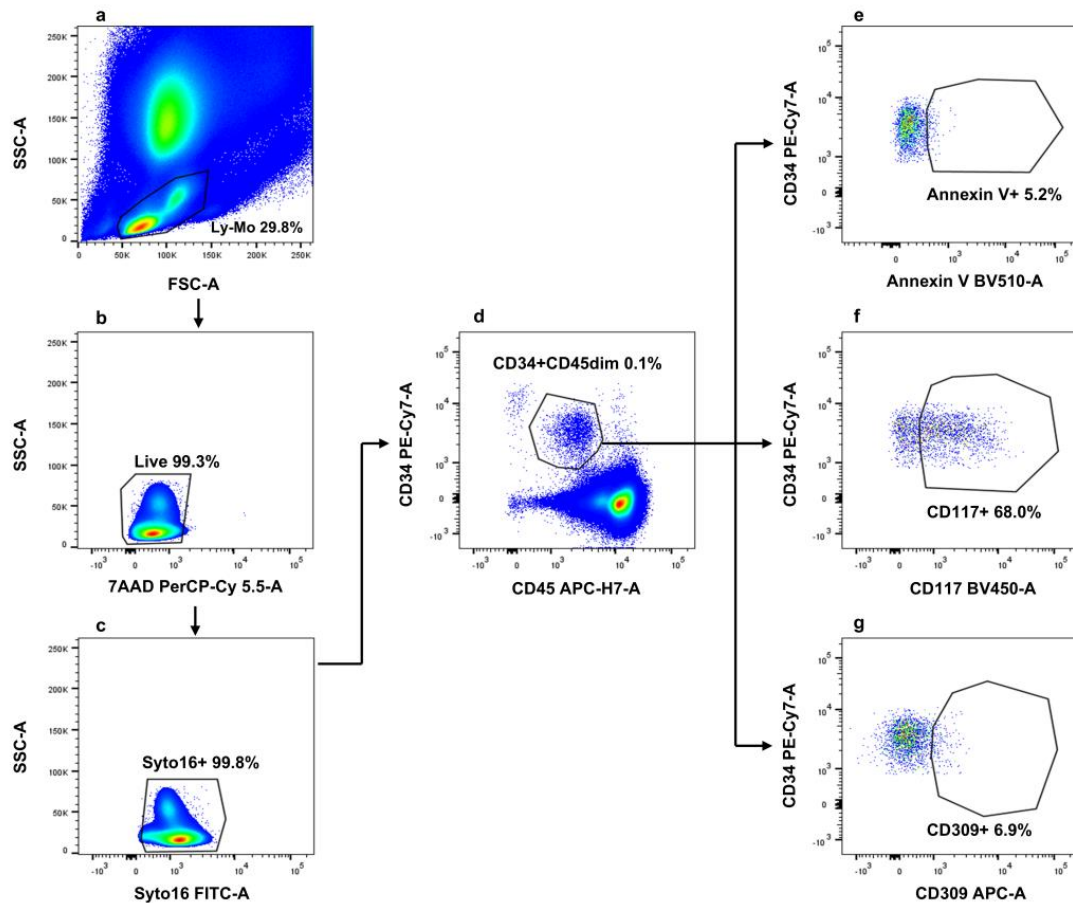 a
250K
200K
150K
100K
50K
0
0
50K
100K
150K
200K
250K
SSC-A
FSC-A
Ly-Mo 29.8%
b
250K
200K
150K
100K
50K
0
-10³
0
10³
10⁴
10⁵
SSC-A
7AAD PerCP-Cy 5.5-A
Live 99.3%
c
250K
200K
150K
100K
50K
0
-10³
0
10³
10⁴
10⁵
SSC-A
Syto16 FITC-A
Syto16+ 99.8%
d
10⁵
10⁴
10³
0
-10³
-10³
0
10³
10⁴
10⁵
CD34 PE-Cy7-A
CD45 APC-H7-A
CD34+CD45dim 0.1%
e
10⁵
10⁴
10³
0
-10³
0
10³
10⁴
10⁵
CD34 PE-Cy7-A
Annexin V BV510-A
Annexin V+ 5.2%
f
10⁵
10⁴
10³
0
-10³
0
10³
10⁴
10⁵
CD34 PE-Cy7-A
CD117 BV450-A
CD117+ 68.0%
g
10⁵
10⁴
10³
0
-10³
-10³
0
10³
10⁴
10⁵
CD34 PE-Cy7-A
CD309 APC-A
CD309+ 6.9%